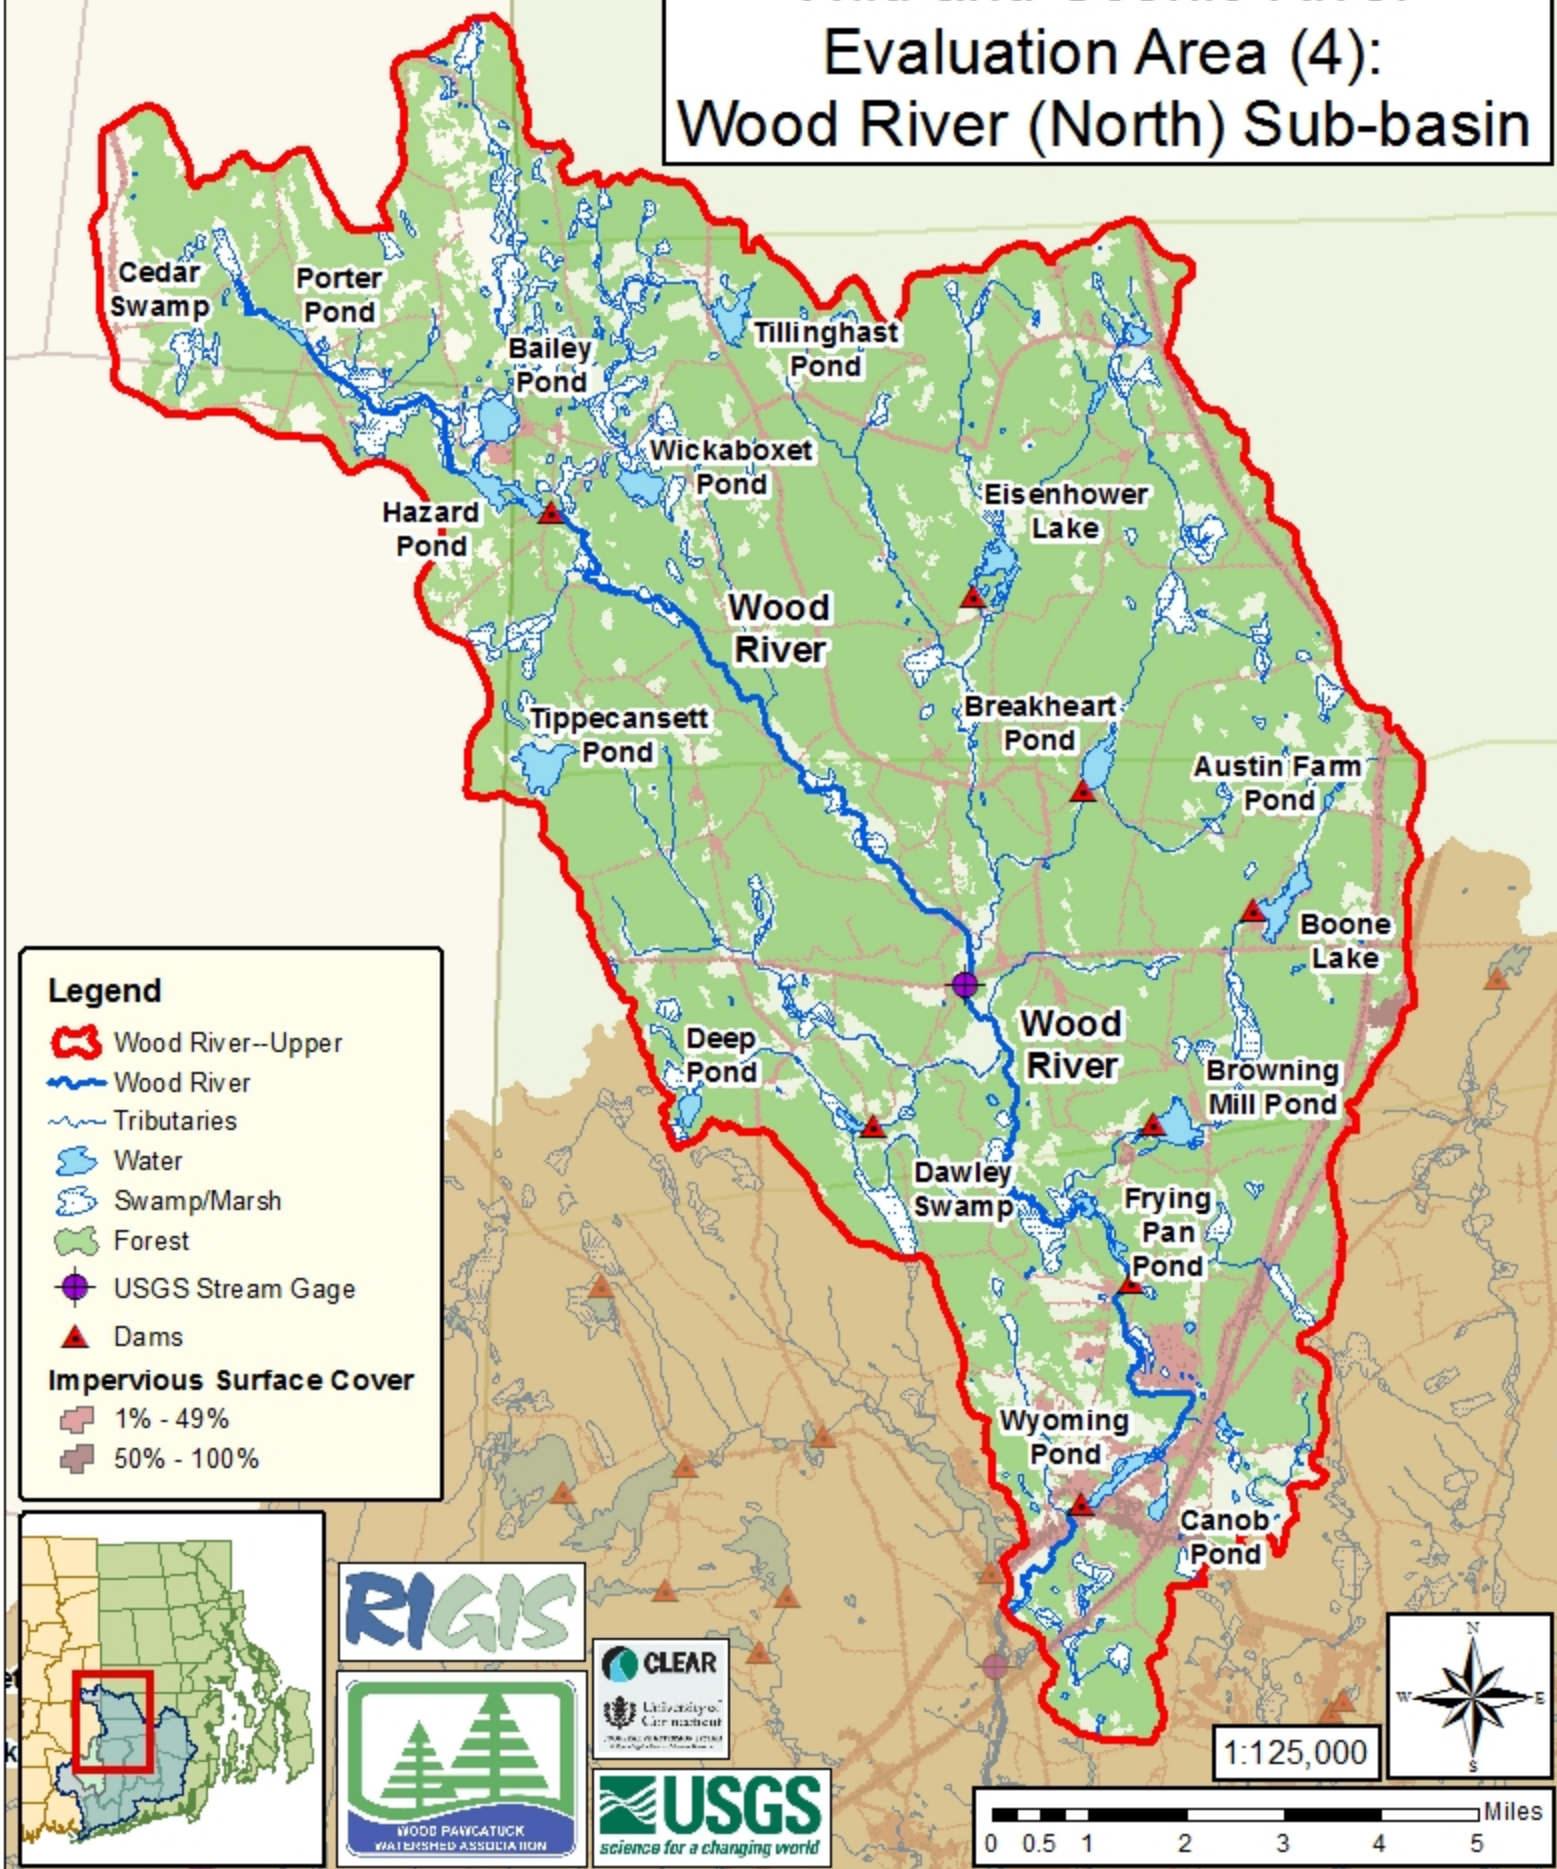 Evaluation Area (4):
Wood River (North) Sub-basin
Cedar
Swamp
Porter
Pond
Bailey
Pond
Tillinghast
Pond
Wickaboxet
Pond
Hazard
Pond
Eisenhower
Lake
Wood
River
Tippecansett
Pond
Breakheart
Pond
Austin Farm
Pond
Boone
Lake
Deep
Pond
Wood
River
Browning
Mill Pond
Dawley
Swamp
Frying
Pan
Pond
Wyoming
Pond
Canob
Pond
Legend
Wood River--Upper
Wood River
Tributaries
Water
Swamp/Marsh
Forest
USGS Stream Gage
Dams
Impervious Surface Cover
1% - 49%
50% - 100%
RIGIS
WOOD PAWCATUCK
WATERSHED ASSOCIATION
CLEAR
University of
Connecticut
USGS
science for a changing world
N
W
E
S
1:125,000
Miles
0 0.5 1 2 3 4 5